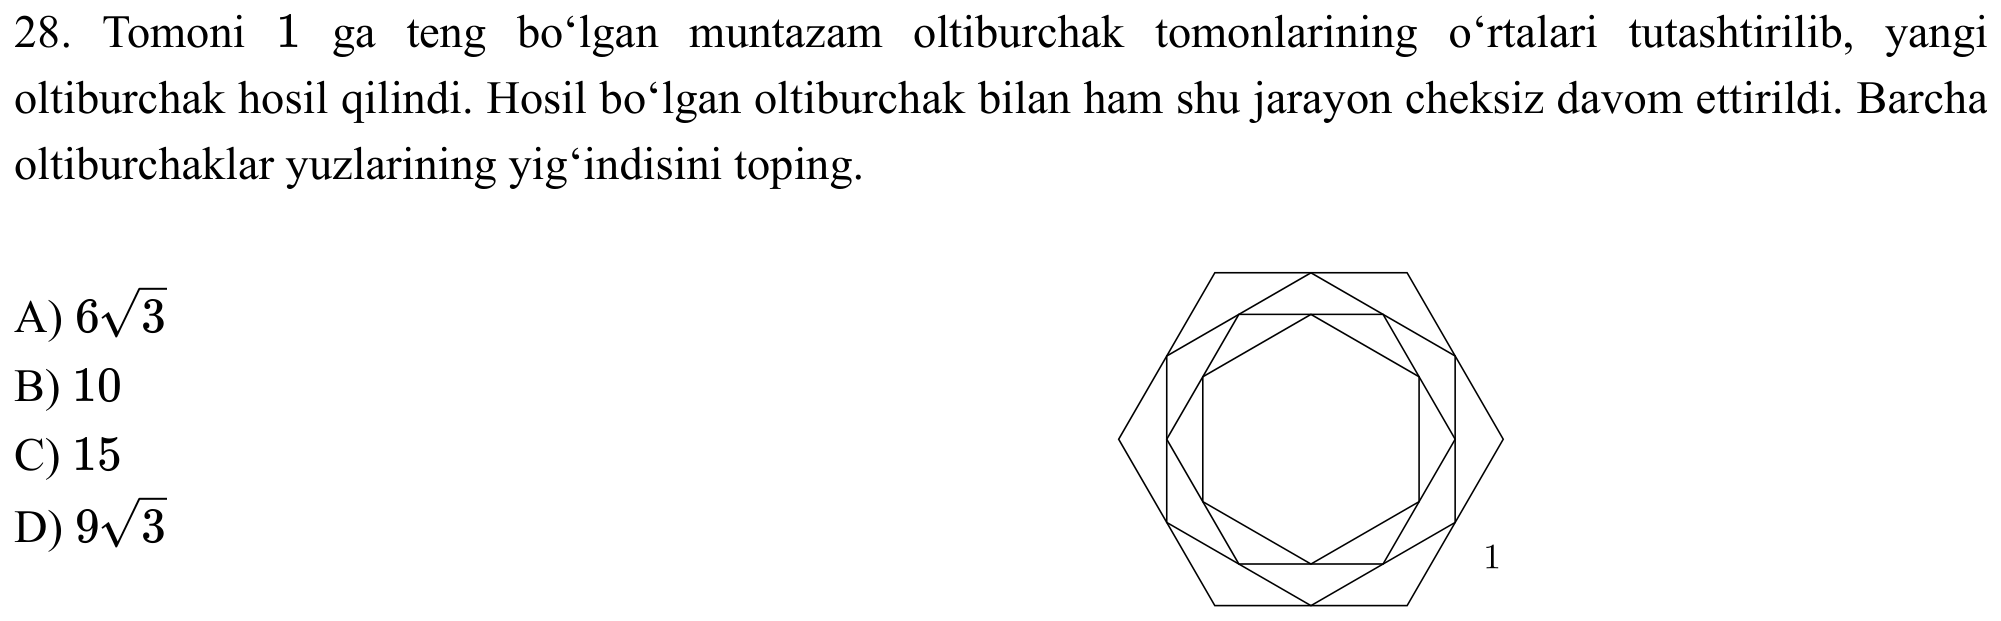 28. Tomoni 1 ga teng bo‘lgan muntazam oltiburchak tomonlarining o‘rtalari tutashtirilib, yangi
oltiburchak hosil qilindi. Hosil bo‘lgan oltiburchak bilan ham shu jarayon cheksiz davom ettirildi. Barcha
oltiburchaklar yuzlarining yig‘indisini toping.
A) 6√3
B) 10
C) 15
D) 9√3
1